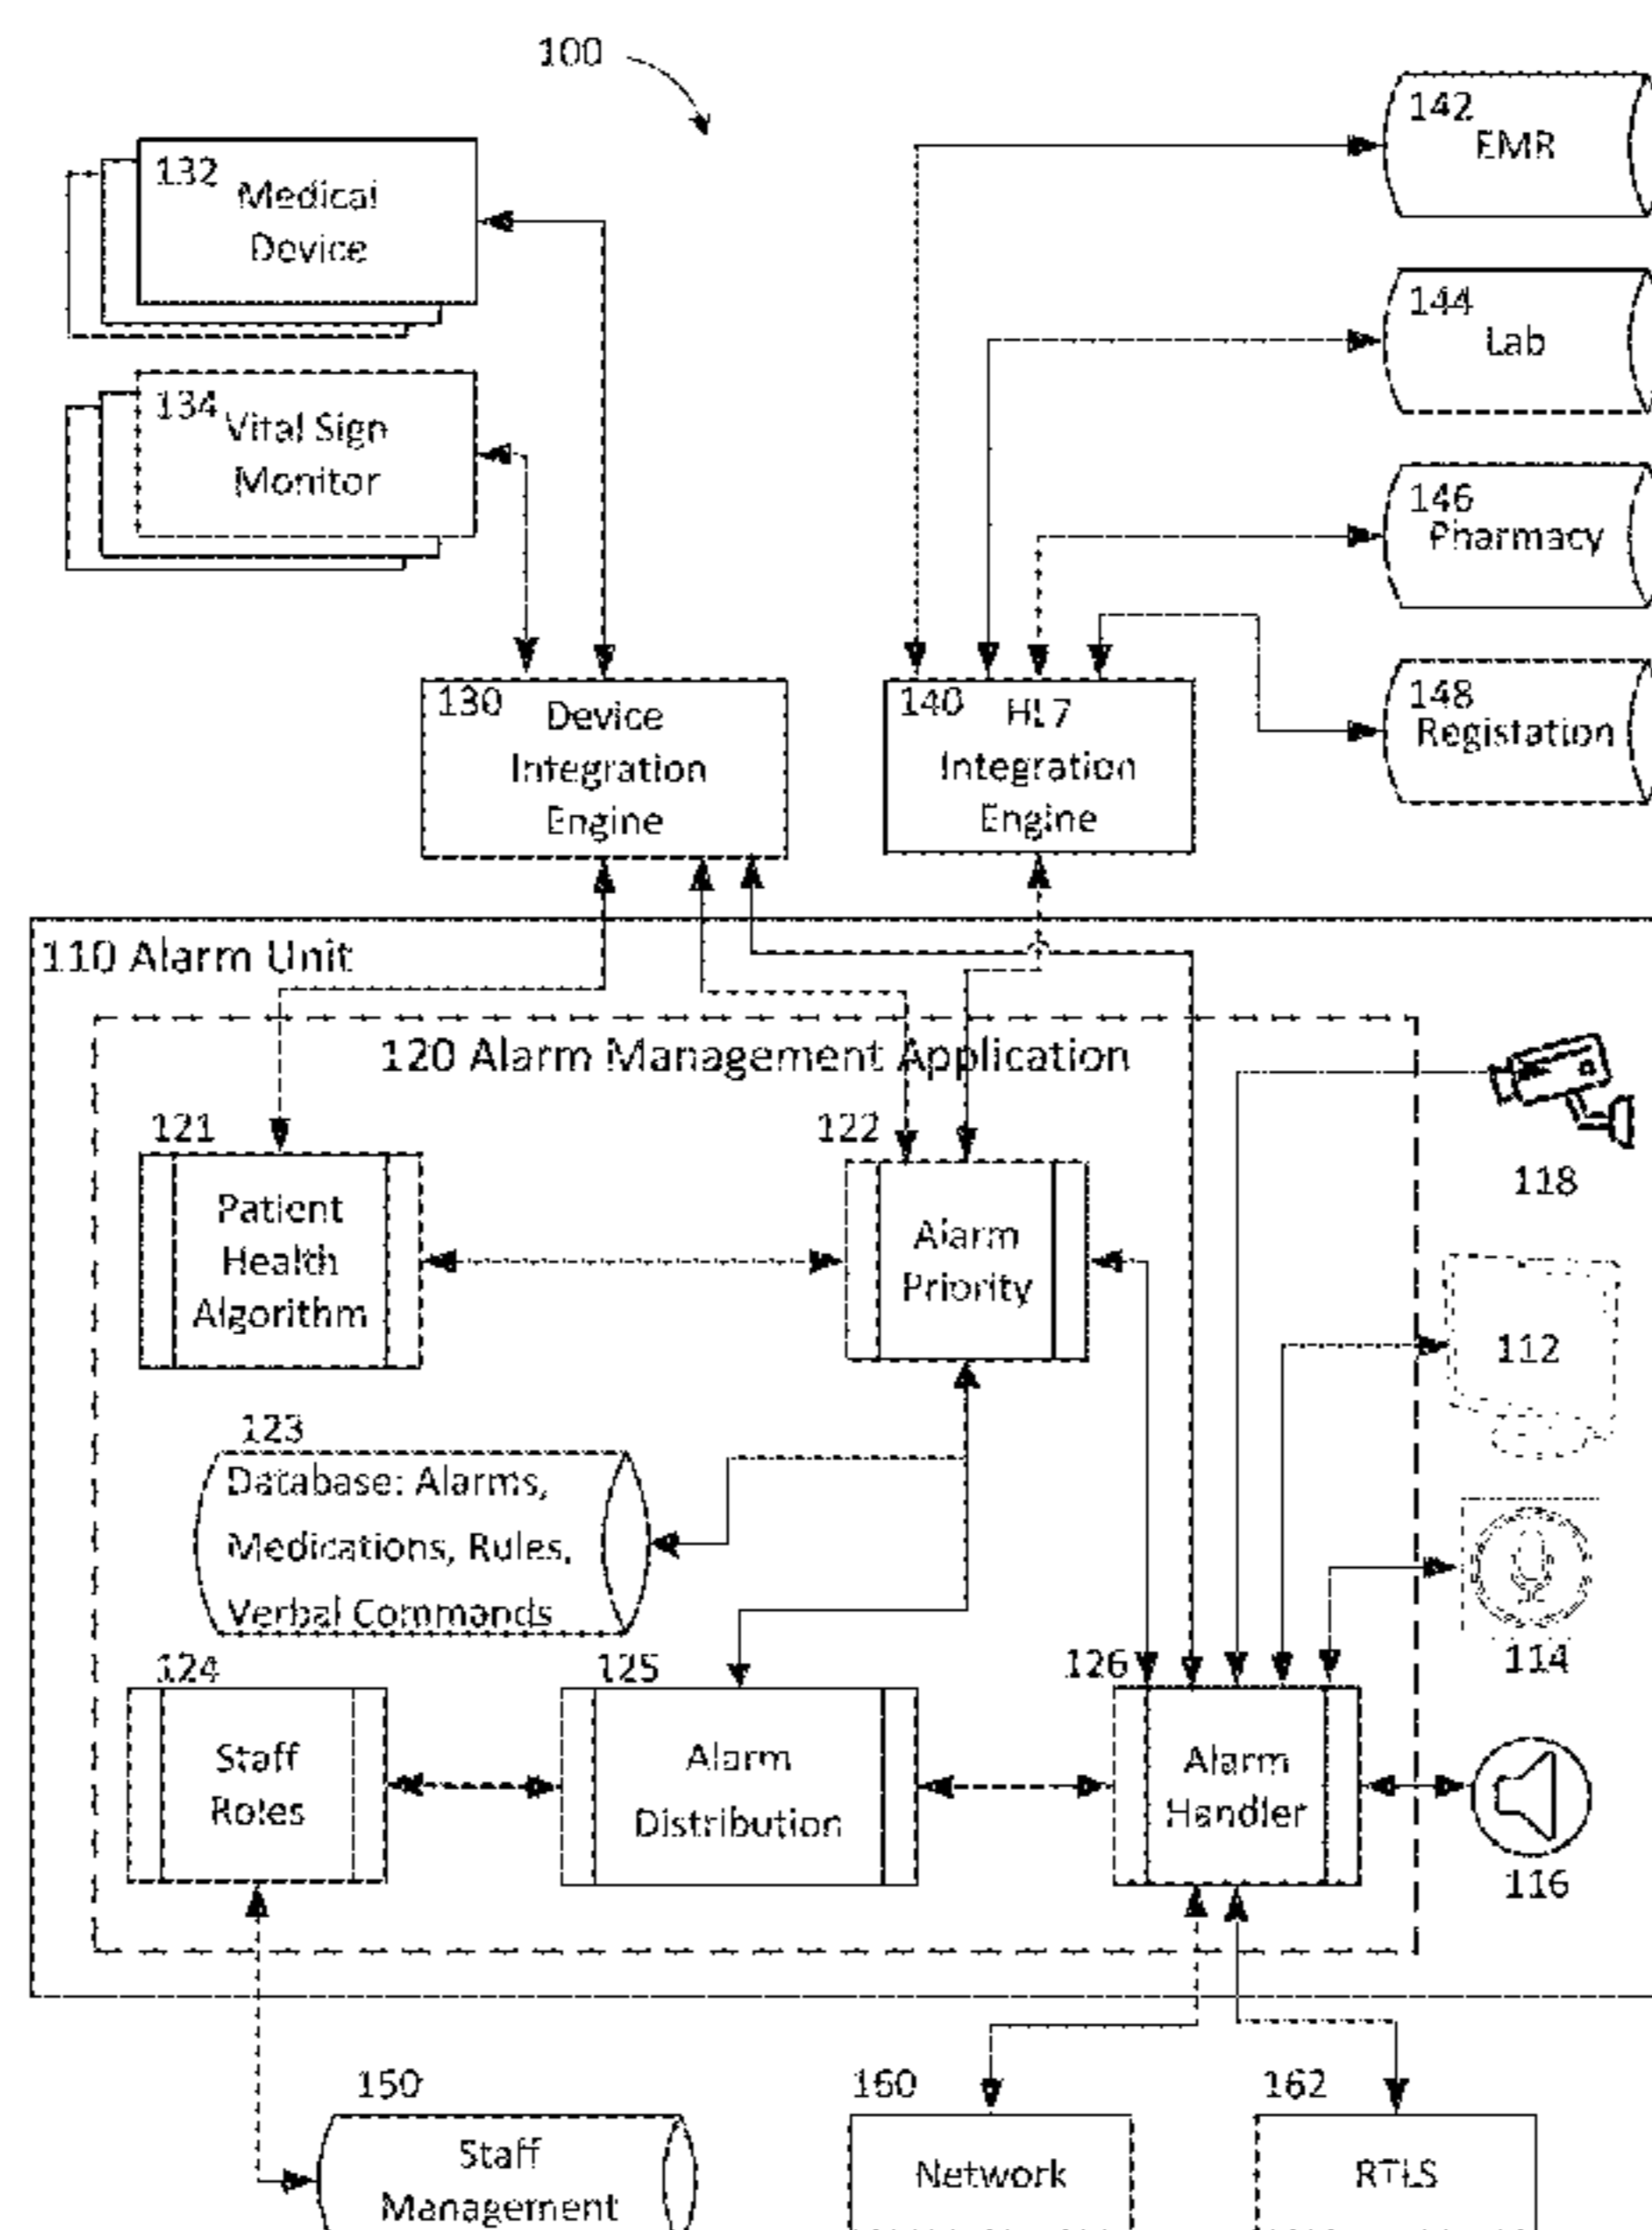 100
142
EMR
132
Medical
Device
144
Lab
134
Vital Sign
Monitor
146
Pharmacy
148
Registation
130
Device
Integration
Engine
140
HL7
Integration
Engine
110 Alarm Unit
120 Alarm Management Application
121
Patient
Health
Algorithm
122
Alarm
Priority
118
112
123
Database: Alarms,
Medications, Rules,
Verbal Commands
114
124
Staff
Roles
125
Alarm
Distribution
126
Alarm
Handler
116
150
Staff
Management
160
Network
162
RTLS